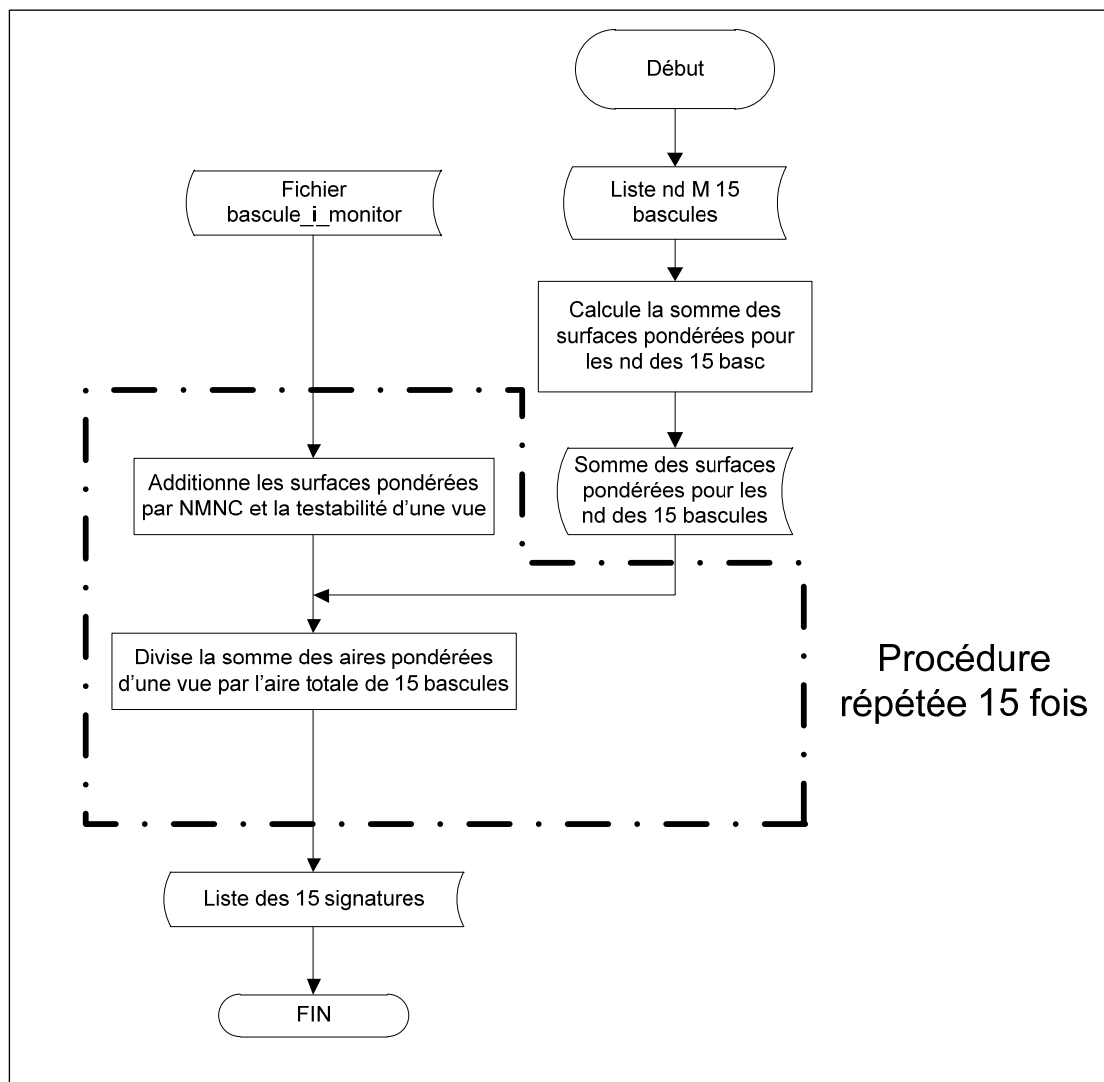 Début
Liste nd M 15
bascules
Fichier
bascule_i_monitor
Calcule la somme des
surfaces pondérées pour
les nd des 15 basc
Somme des surfaces
pondérées pour les
nd des 15 bascules
Additionne les surfaces pondérées
par NMNC et la testabilité d'une vue
Divise la somme des aires pondérées
d'une vue par l'aire totale de 15 bascules
Procédure
répétée 15 fois
Liste des 15 signatures
FIN